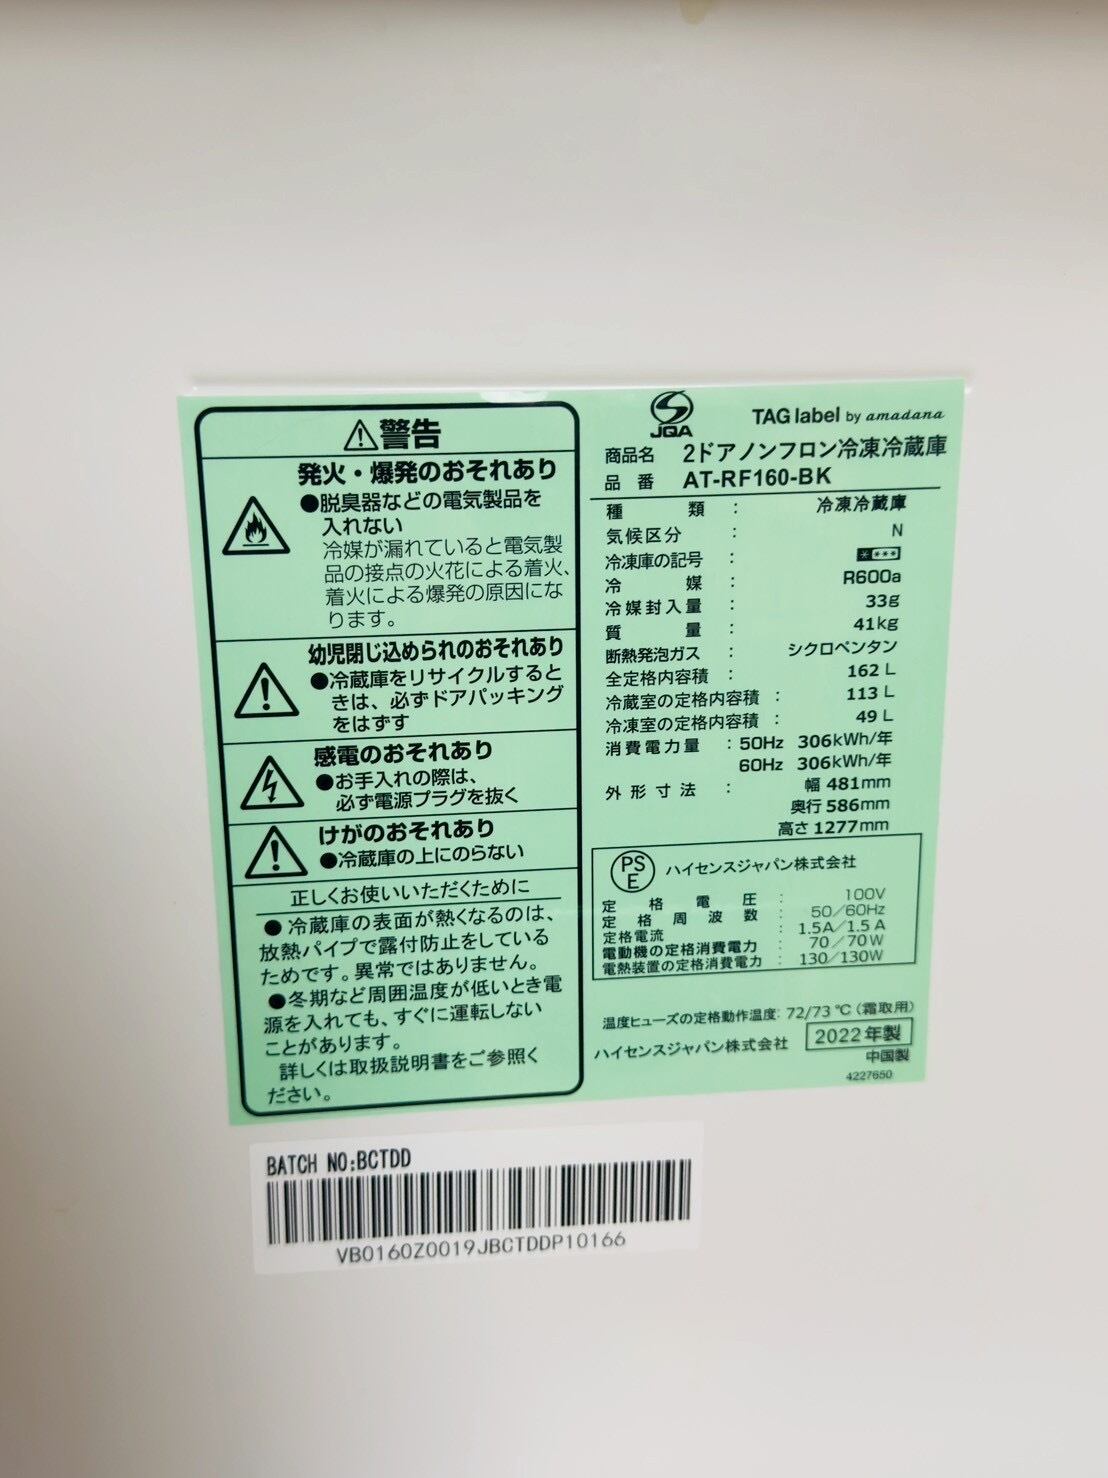 警告
発火・爆発のおそれあり
●脱臭器などの電気製品を
入れない
冷媒が漏れていると電気製
品の接点の火花による着火、
着火による爆発の原因にな
ります。
幼児閉じ込められのおそれあり
●冷蔵庫をリサイクルすると
きは、必ずドアパッキング
をはずす
感電のおそれあり
●お手入れの際は、
必ず電源プラグを抜く
けがのおそれあり
●冷蔵庫の上にのらない
正しくお使いいただくために
●冷蔵庫の表面が熱くなるのは、
放熱パイプで露付防止をしている
ためです。異常ではありません。
●冬期など周囲温度が低いとき電
源を入れても、すぐに運転しない
ことがあります。
詳しくは取扱説明書をご参照く
ださい。
JQA
TAG label by amadana
商品名 2ドアノンフロン冷凍冷蔵庫
品番 AT-RF160-BK
種類 : 冷凍冷蔵庫
気候区分 : N
冷凍庫の記号 : ****
冷媒 : R600a
冷媒封入量 : 33g
質量 : 41kg
断熱発泡ガス : シクロペンタン
全定格内容積 : 162 L
冷蔵室の定格内容積 : 113 L
冷凍室の定格内容積 : 49 L
消費電力量 : 50Hz 306kWh/年
60Hz 306kWh/年
外形寸法 : 幅 481mm
奥行 586mm
高さ 1277mm
PSE ハイセンスジャパン株式会社
定格電圧 : 100V
定格周波数 : 50/60Hz
定格電流 : 1.5A/1.5A
電動機の定格消費電力 : 70/70W
電熱装置の定格消費電力 : 130/130W
温度ヒューズの定格動作温度: 72/73℃(霜取用)
ハイセンスジャパン株式会社 2022年製
中国製
4227650
BATCH NO:BCTDD
VB0160Z0019JBCTDDP10166